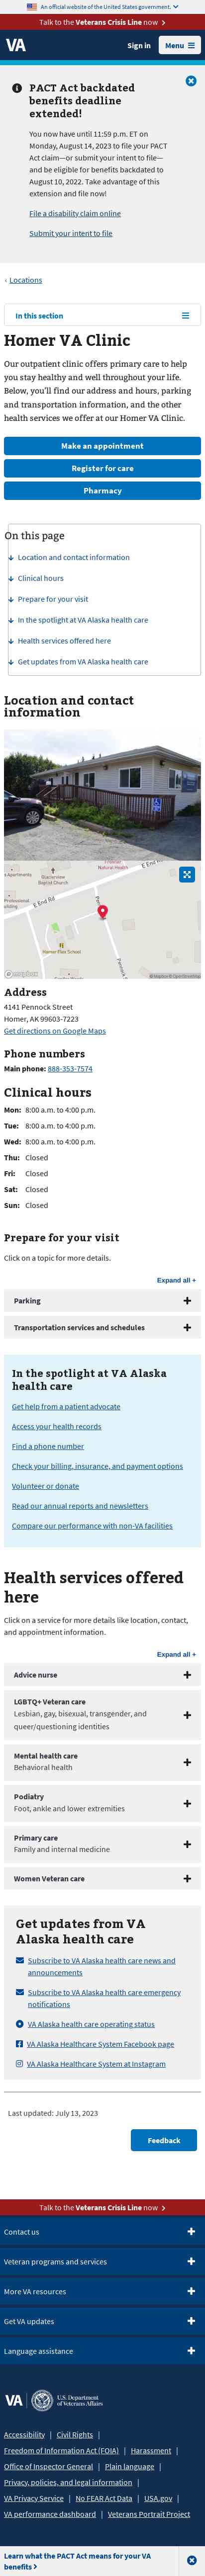 An official website of the United States government.
Talk to the Veterans Crisis Line now
VA
Sign in
Menu
PACT Act backdated
benefits deadline
extended!
You now have until 11:59 p.m. ET on
Monday, August 14, 2023 to file your PACT
Act claim—or submit your intent to file—
and be eligible for benefits backdated to
August 10, 2022. Take advantage of this
extension and file now!
File a disability claim online
Submit your intent to file
‹ Locations
In this section
Homer VA Clinic
Our outpatient clinic offers primary care to help
you stay healthy and well throughout your life.
Below, you'll find our address and hours, parking
and transportation information, and the other
health services we offer at our Homer VA Clinic.
Make an appointment
Register for care
Pharmacy
On this page
Location and contact information
Clinical hours
Prepare for your visit
In the spotlight at VA Alaska health care
Health services offered here
Get updates from VA Alaska health care
Location and contact
information
Natural
Apartments
Kachemak Bay
Baptist Church
E End Rd
E End Rd
Professional
Homer Flex School
mapbox
© Mapbox © OpenStreetMap
Address
4141 Pennock Street
Homer, AK 99603-7223
Get directions on Google Maps
Phone numbers
Main phone: 888-353-7574
Clinical hours
Mon: 8:00 a.m. to 4:00 p.m.
Tue: 8:00 a.m. to 4:00 p.m.
Wed: 8:00 a.m. to 4:00 p.m.
Thu: Closed
Fri: Closed
Sat: Closed
Sun: Closed
Prepare for your visit
Click on a topic for more details.
Expand all +
Parking
Transportation services and schedules
In the spotlight at VA Alaska
health care
Get help from a patient advocate
Access your health records
Find a phone number
Check your billing, insurance, and payment options
Volunteer or donate
Read our annual reports and newsletters
Compare our performance with non-VA facilities
Health services offered
here
Click on a service for more details like location, contact,
and appointment information.
Expand all +
Advice nurse
LGBTQ+ Veteran care
Lesbian, gay, bisexual, transgender, and
queer/questioning identities
Mental health care
Behavioral health
Podiatry
Foot, ankle and lower extremities
Primary care
Family and internal medicine
Women Veteran care
Get updates from VA
Alaska health care
Subscribe to VA Alaska health care news and
announcements
Subscribe to VA Alaska health care emergency
notifications
VA Alaska health care operating status
VA Alaska Healthcare System Facebook page
VA Alaska Healthcare System at Instagram
Last updated: July 13, 2023
Feedback
Talk to the Veterans Crisis Line now
Contact us
Veteran programs and services
More VA resources
Get VA updates
Language assistance
VA U.S. Department
of Veterans Affairs
Accessibility | Civil Rights |
Freedom of Information Act (FOIA) | Harassment |
Office of Inspector General | Plain language |
Privacy, policies, and legal information |
VA Privacy Service | No FEAR Act Data | USA.gov |
VA performance dashboard | Veterans Portrait Project
Learn what the PACT Act means for your VA
benefits